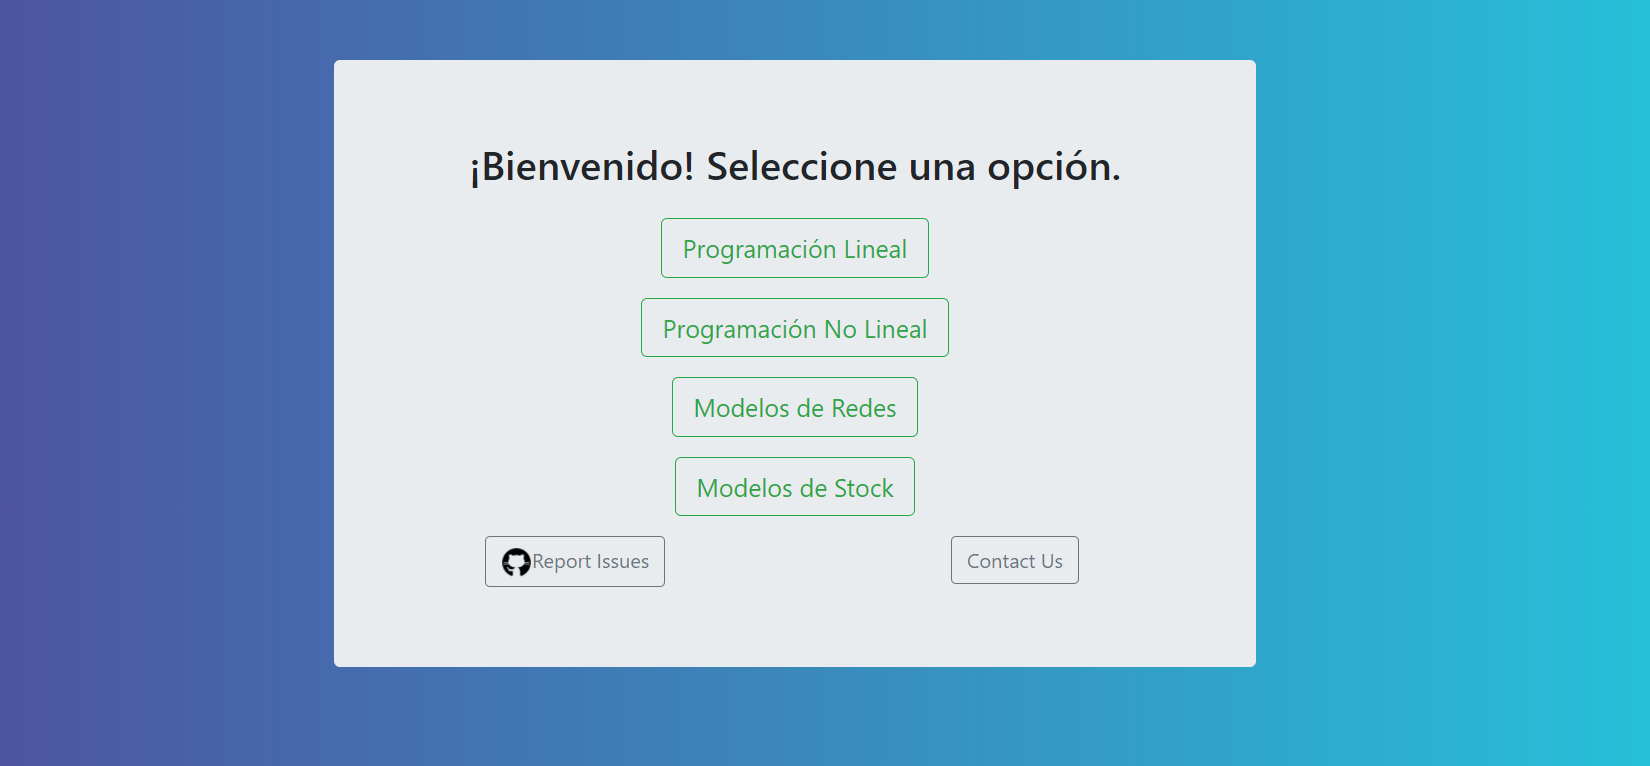 ¡Bienvenido! Seleccione una opción.
Programación Lineal
Programación No Lineal
Modelos de Redes
Modelos de Stock
Report Issues
Contact Us